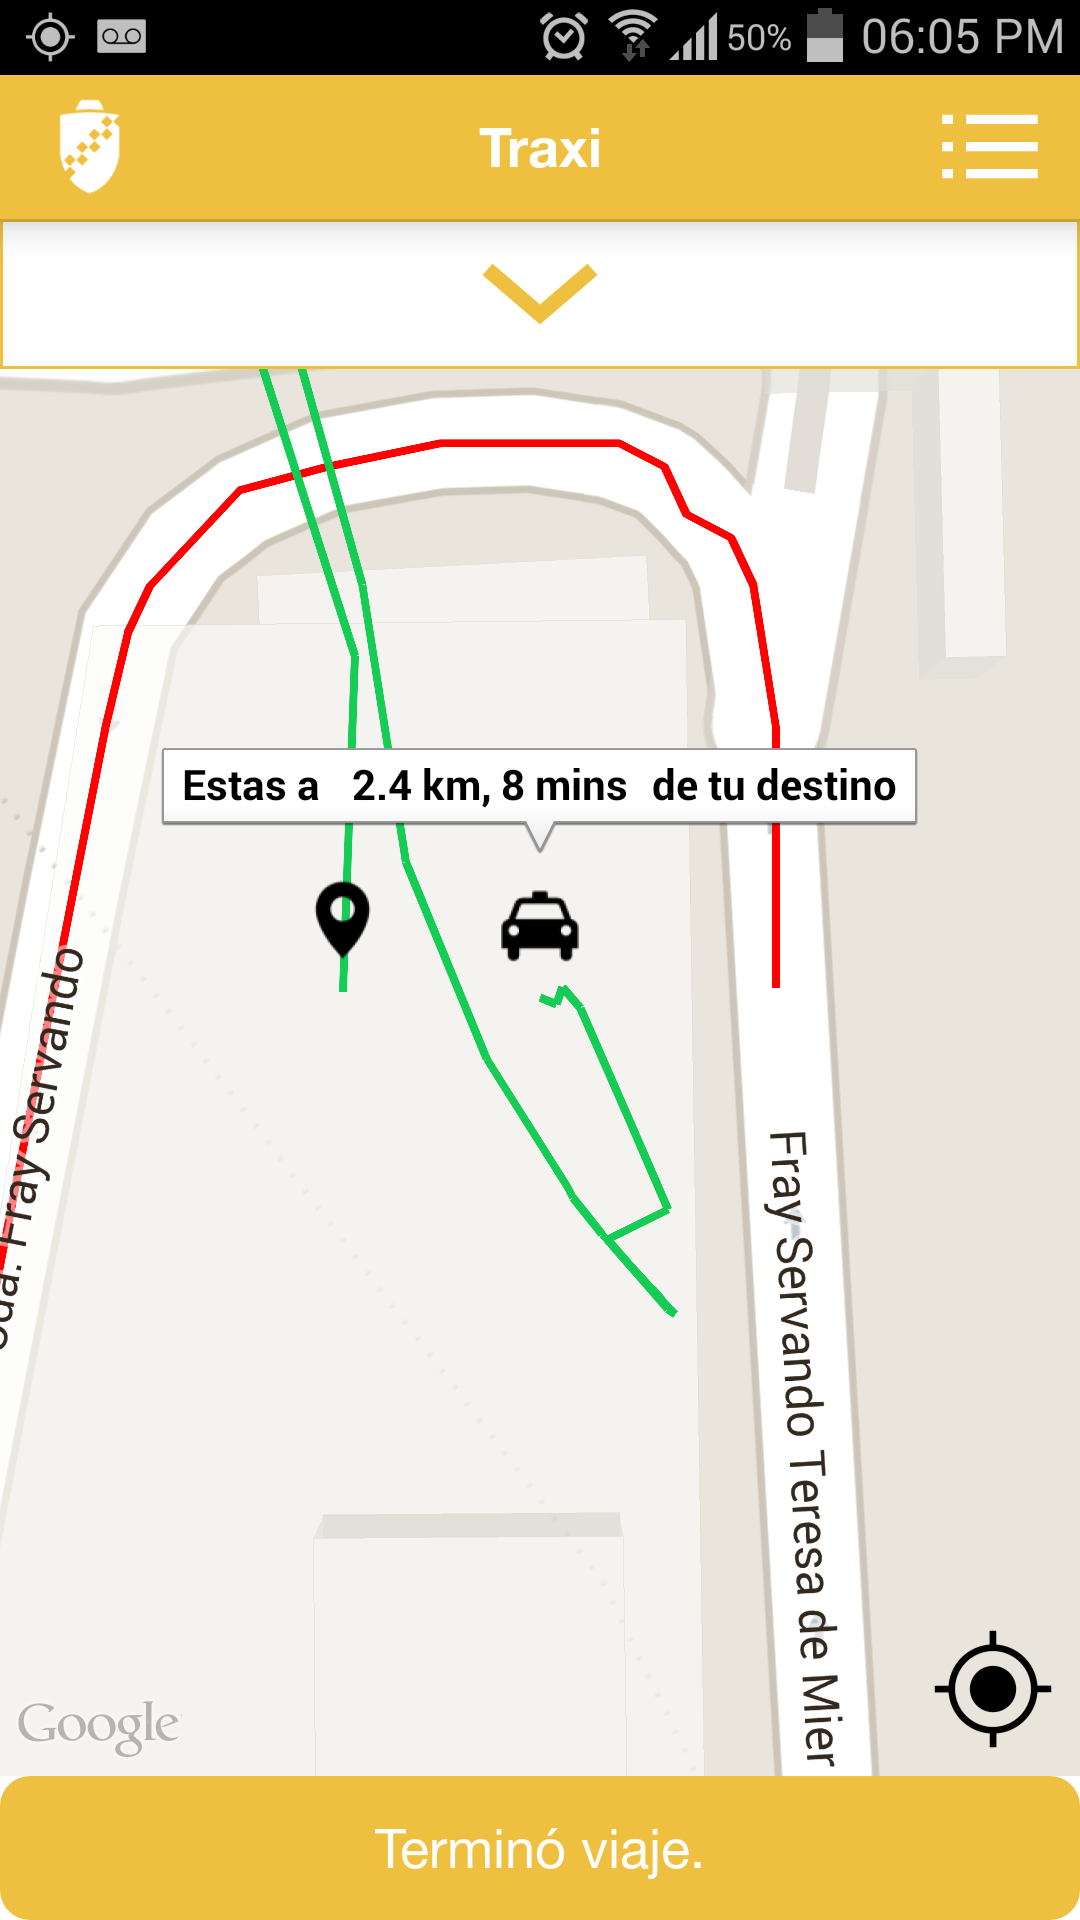 50% 06:05 PM
Traxi
Estas a 2.4 km, 8 mins de tu destino
Fray Servando
Fray Servando Teresa de Mier
Google
Terminó viaje.